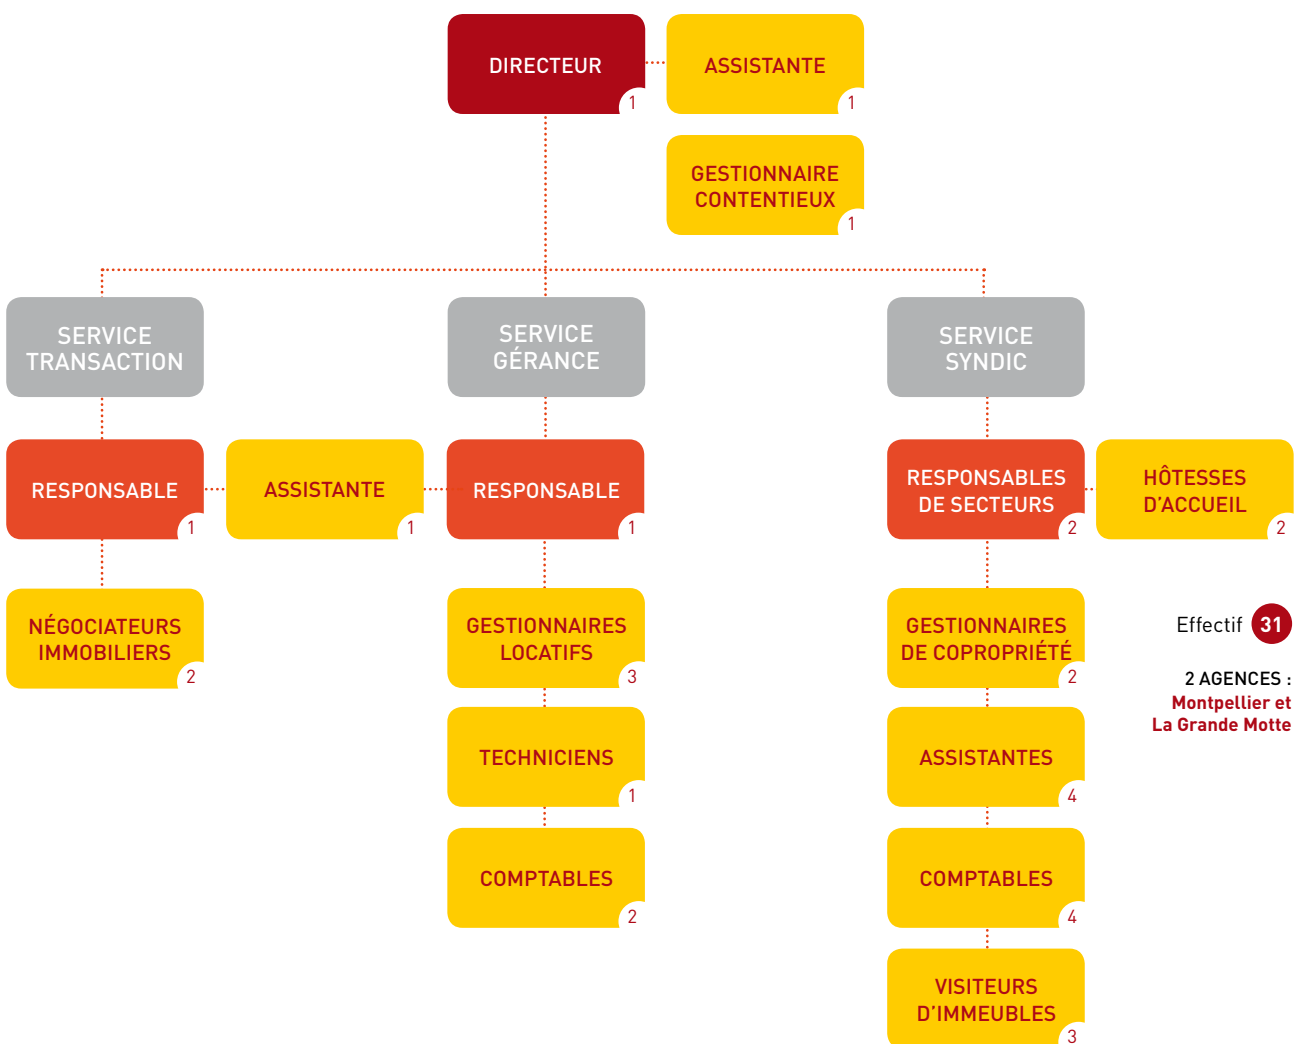 DIRECTEUR
1
ASSISTANTE
1
GESTIONNAIRE
CONTENTIEUX
1
SERVICE
TRANSACTION
SERVICE
GÉRANCE
SERVICE
SYNDIC
RESPONSABLE
1
ASSISTANTE
1
RESPONSABLE
1
RESPONSABLES
DE SECTEURS
2
HÔTESSES
D'ACCUEIL
2
NÉGOCIATEURS
IMMOBILIERS
2
GESTIONNAIRES
LOCATIFS
3
GESTIONNAIRES
DE COPROPRIÉTÉ
2
Effectif 31
2 AGENCES :
Montpellier et
La Grande Motte
TECHNICIENS
1
ASSISTANTES
4
COMPTABLES
2
COMPTABLES
4
VISITEURS
D'IMMEUBLES
3